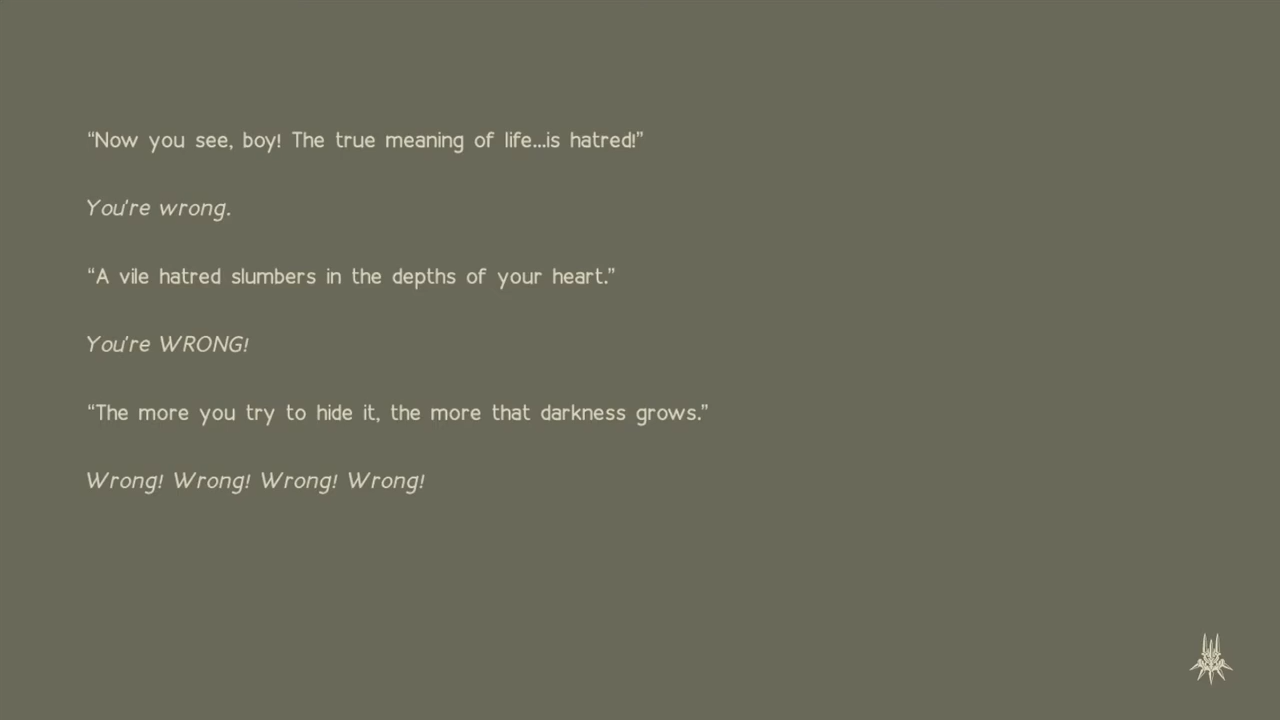 “Now you see, boy! The true meaning of life...is hatred!”
You're wrong.
“A vile hatred slumbers in the depths of your heart.”
You're WRONG!
“The more you try to hide it, the more that darkness grows.”
Wrong! Wrong! Wrong! Wrong!